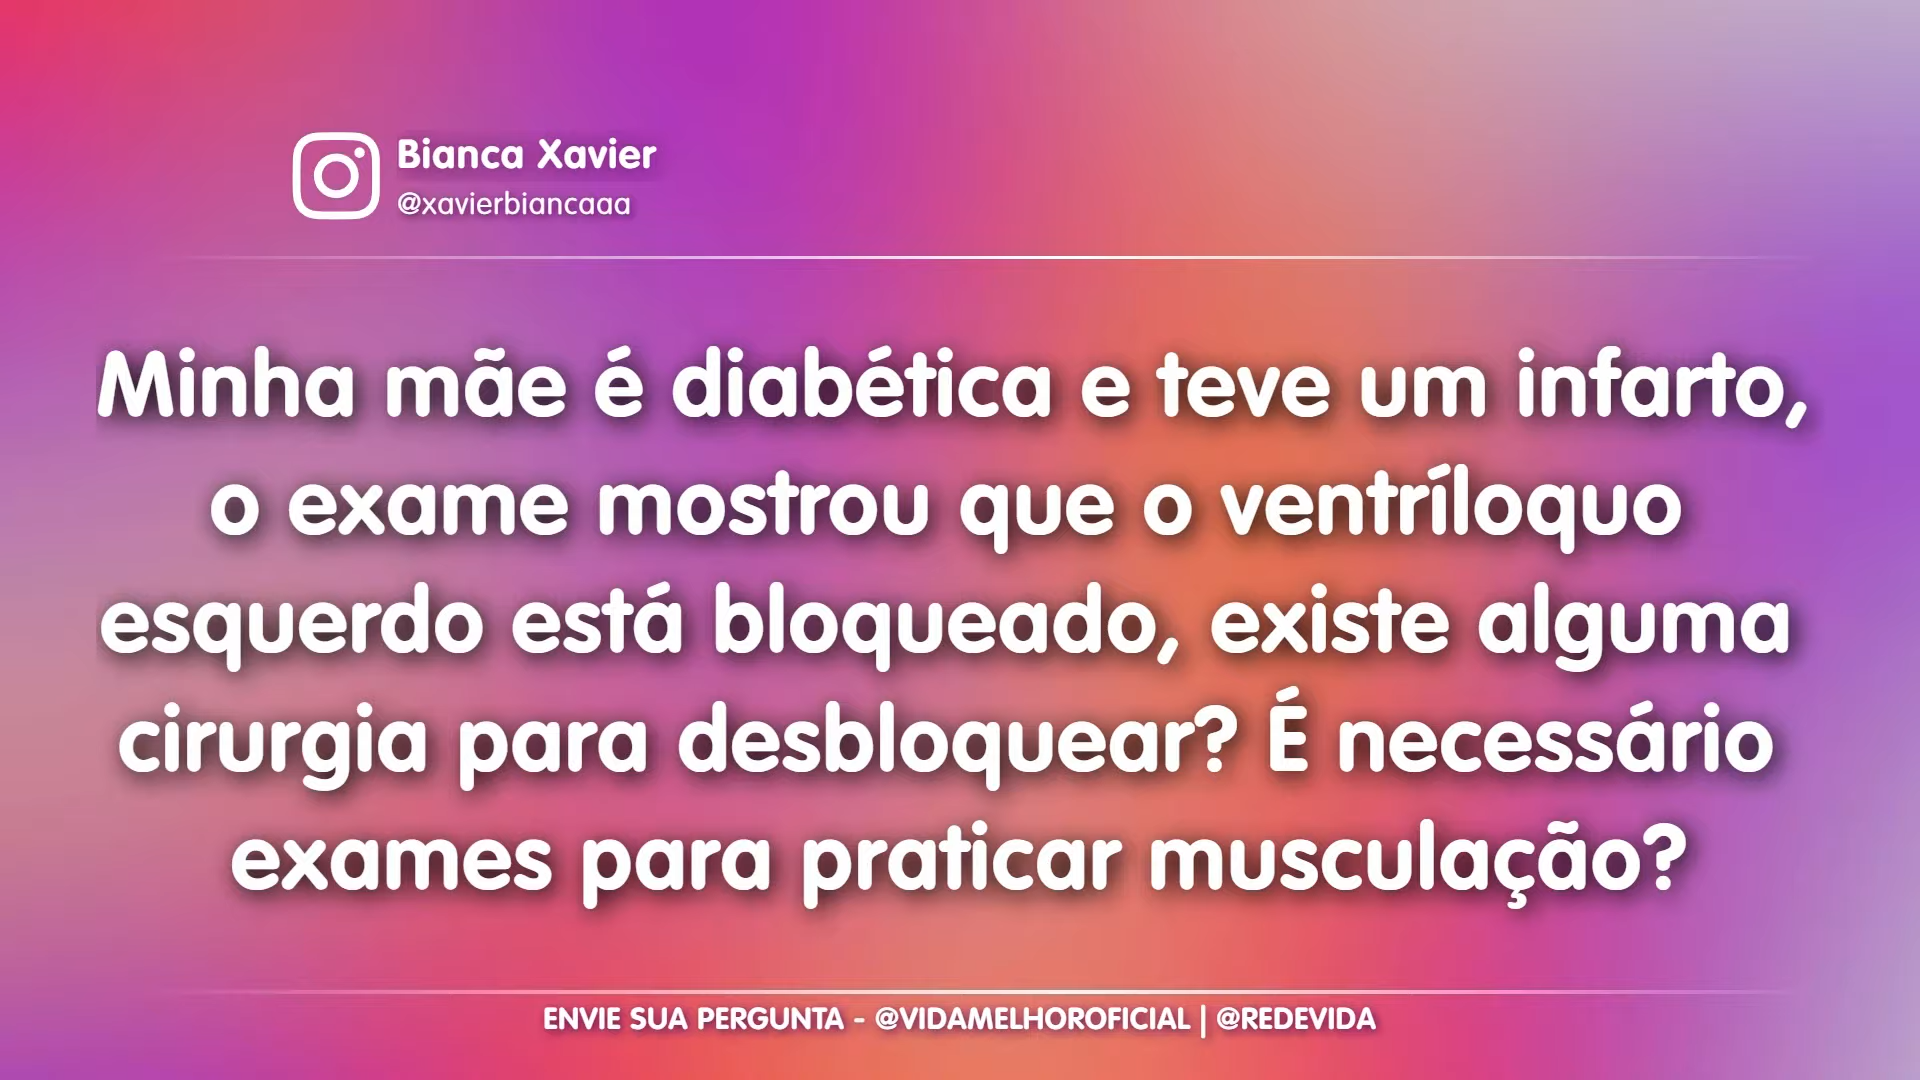 Bianca Xavier
@xavierbiancaaa
Minha mãe é diabética e teve um infarto,
o exame mostrou que o ventríloquo
esquerdo está bloqueado, existe alguma
cirurgia para desbloquear? É necessário
exames para praticar musculação?
ENVIE SUA PERGUNTA - @VIDAMELHOROFICIAL | @REDEVIDA